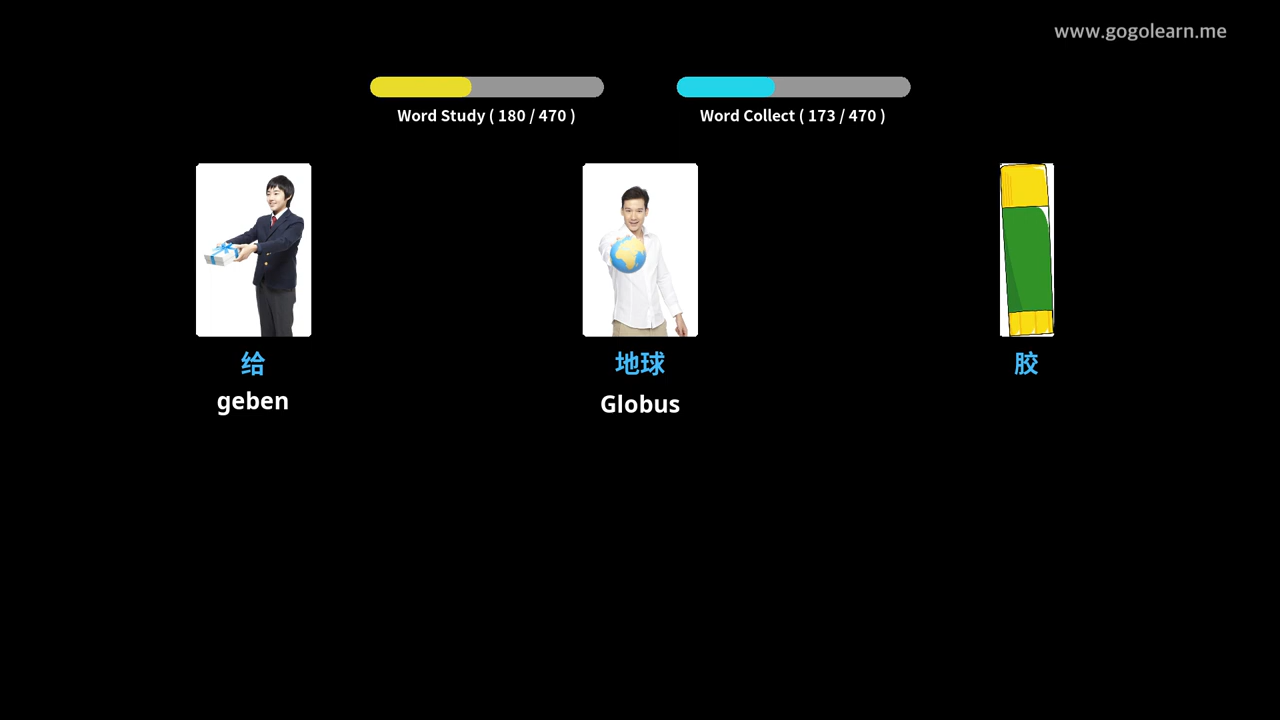 www.gogolearn.me
Word Study ( 180 / 470 )
Word Collect ( 173 / 470 )
给
地球
胶
geben
Globus